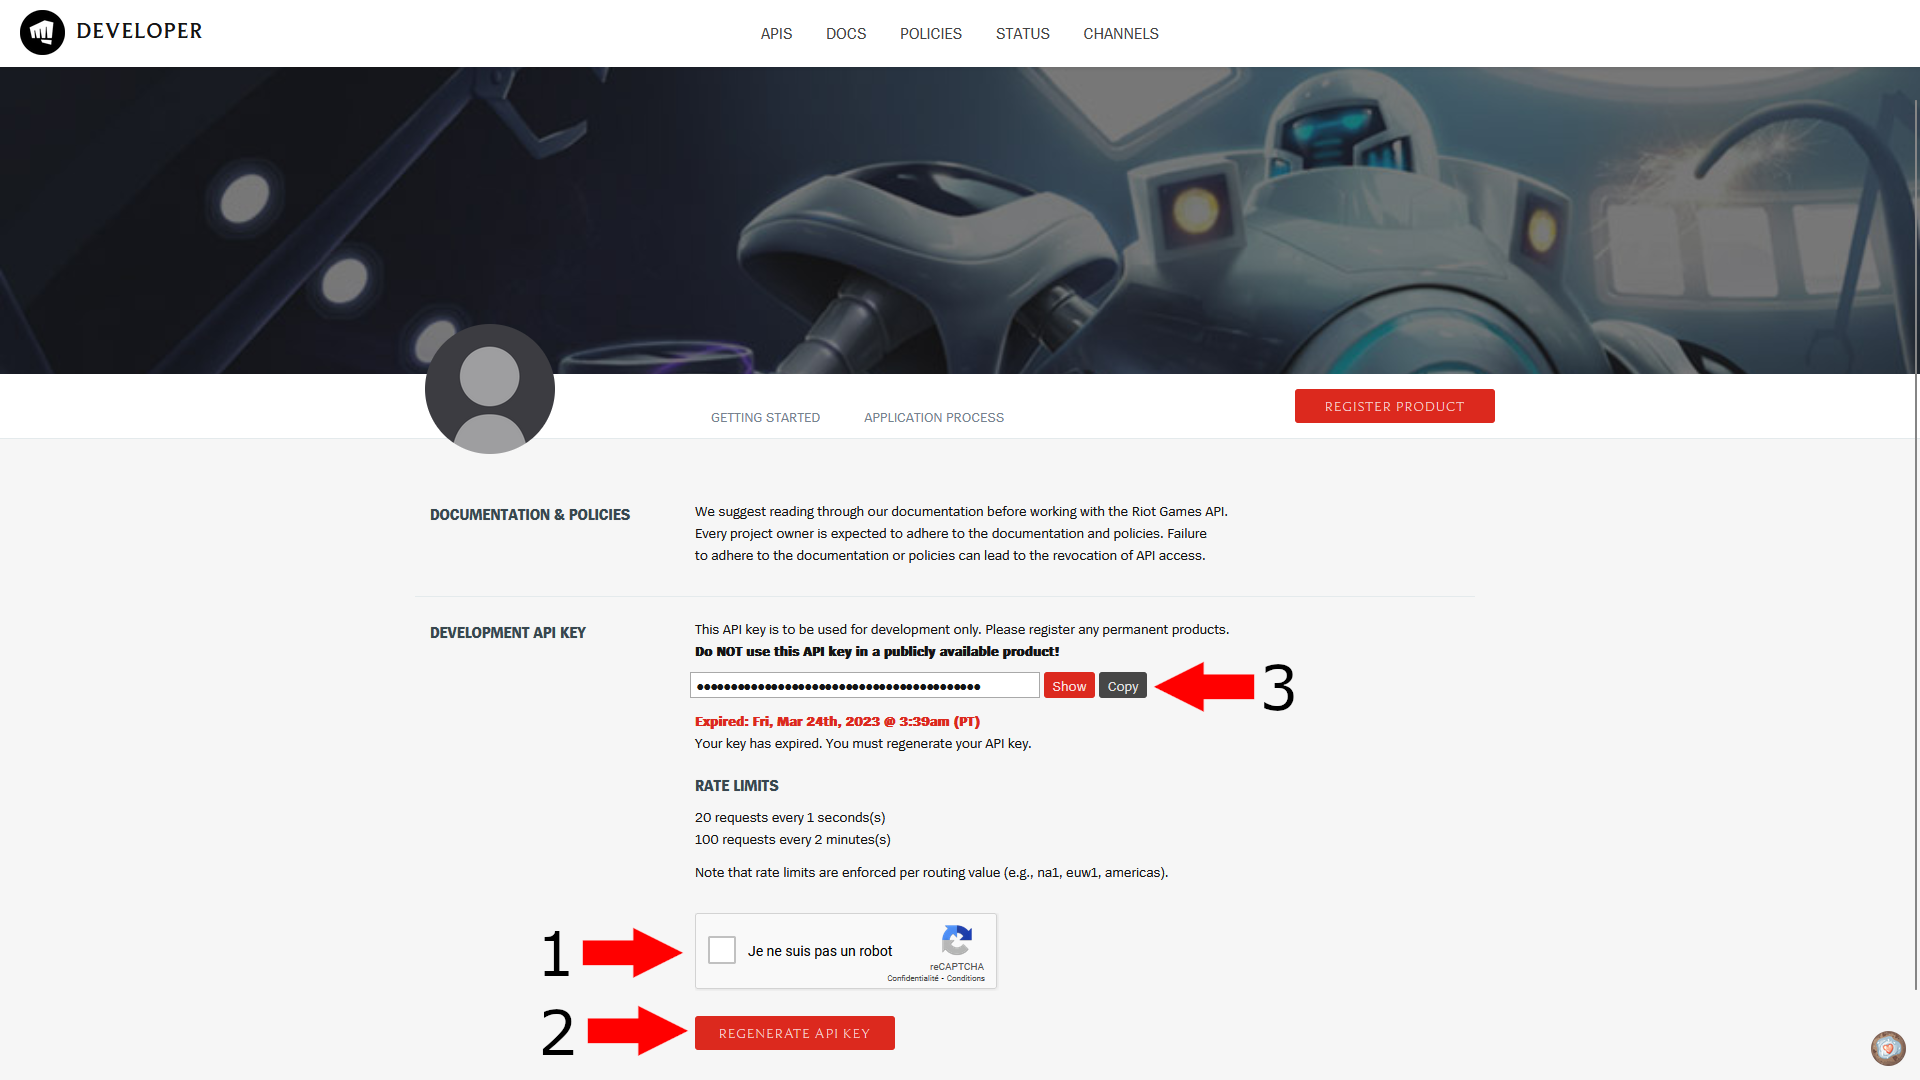 DEVELOPER
APIS DOCS POLICIES STATUS CHANNELS
GETTING STARTED APPLICATION PROCESS REGISTER PRODUCT
DOCUMENTATION & POLICIES
We suggest reading through our documentation before working with the Riot Games API.
Every project owner is expected to adhere to the documentation and policies. Failure
to adhere to the documentation or policies can lead to the revocation of API access.
DEVELOPMENT API KEY
This API key is to be used for development only. Please register any permanent products.
Do NOT use this API key in a publicly available product!
••••••••••••••••••••••••••••••••••••••••••
Show Copy 3
Expired: Fri, Mar 24th, 2023 @ 3:39am (PT)
Your key has expired. You must regenerate your API key.
RATE LIMITS
20 requests every 1 seconds(s)
100 requests every 2 minutes(s)
Note that rate limits are enforced per routing value (e.g., na1, euw1, americas).
1 Je ne suis pas un robot
reCAPTCHA
Confidentialité - Conditions
2 REGENERATE API KEY